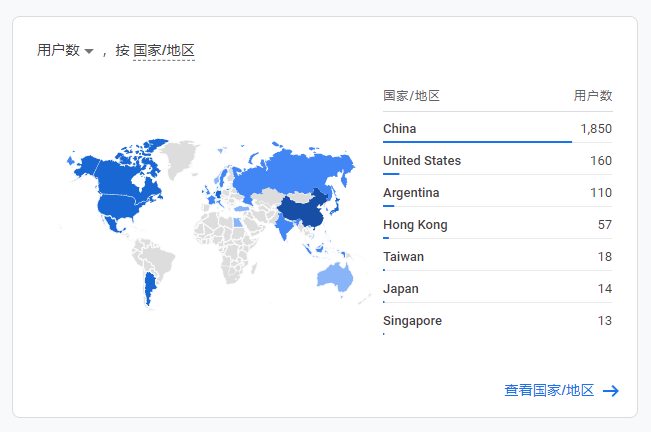 用户数 ，按 国家/地区
国家/地区 用户数
China 1,850
United States 160
Argentina 110
Hong Kong 57
Taiwan 18
Japan 14
Singapore 13
查看国家/地区